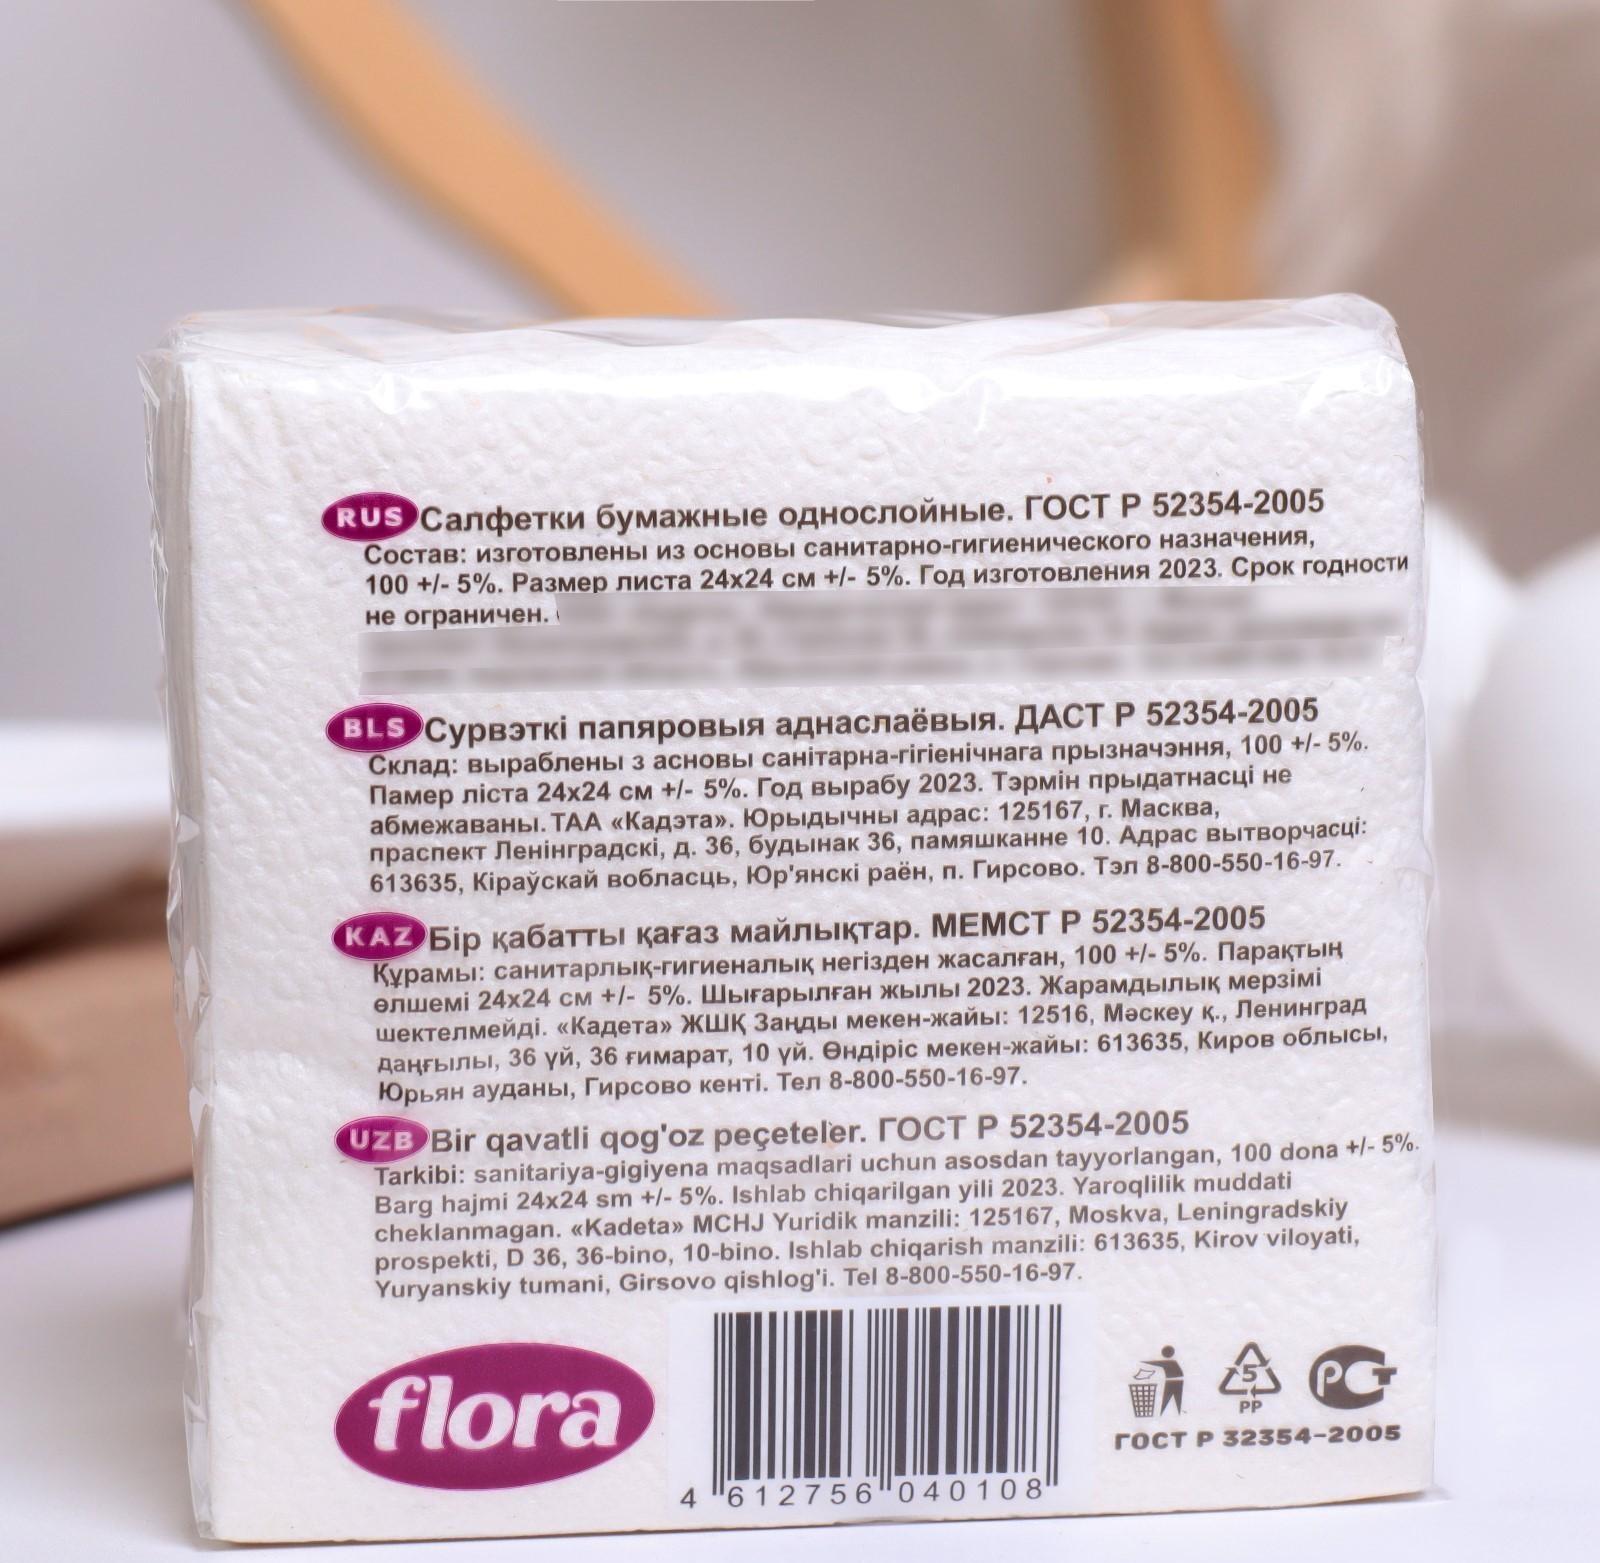 RUS Салфетки бумажные однослойные. ГОСТ Р 52354-2005
Состав: изготовлены из основы санитарно-гигиенического назначения,
100 +/- 5%. Размер листа 24х24 см +/- 5%. Год изготовления 2023. Срок годности
не ограничен.
BLS Сурвэткі папяровыя аднаслаёвыя. ДАСТ Р 52354-2005
Склад: выраблены з асновы санітарна-гігіенічнага прызначэння, 100 +/- 5%.
Памер ліста 24х24 см +/- 5%. Год вырабу 2023. Тэрмін прыдатнасці не
абмежаваны. ТАА «Кадэта». Юрыдычны адрас: 125167, г. Масква,
праспект Ленінградскі, д. 36, будынак 36, памяшканне 10. Адрас вытворчасці:
613635, Кіраўскай вобласць, Юр'янскі раён, п. Гирсово. Тэл 8-800-550-16-97.
KAZ Бір қабатты қағаз майлықтар. МЕМСТ Р 52354-2005
Құрамы: санитарлық-гигиеналық негізден жасалған, 100 +/- 5%. Парақтың
өлшемі 24х24 см +/- 5%. Шығарылған жылы 2023. Жарамдылық мерзімі
шектелмейді. «Кадета» ЖШҚ Заңды мекен-жайы: 12516, Мәскеу қ., Ленинград
даңғылы, 36 үй, 36 ғимарат, 10 үй. Өндіріс мекен-жайы: 613635, Киров облысы,
Юрьян ауданы, Гирсово кенті. Тел 8-800-550-16-97.
UZB Bir qavatli qog'oz peçeteler. ГОСТ Р 52354-2005
Tarkibi: sanitariya-gigiyena maqsadlari uchun asosdan tayyorlangan, 100 dona +/- 5%.
Barg hajmi 24x24 sm +/- 5%. Ishlab chiqarilgan yili 2023. Yaroqlilik muddati
cheklanmagan. «Kadeta» MCHJ Yuridik manzili: 125167, Moskva, Leningradskiy
prospekti, D 36, 36-bino, 10-bino. Ishlab chiqarish manzili: 613635, Kirov viloyati,
Yuryanskiy tumani, Girsovo qishlog'i. Tel 8-800-550-16-97.
flora
4 612756 040108
5
PP
РСТ
ГОСТ Р 32354-2005